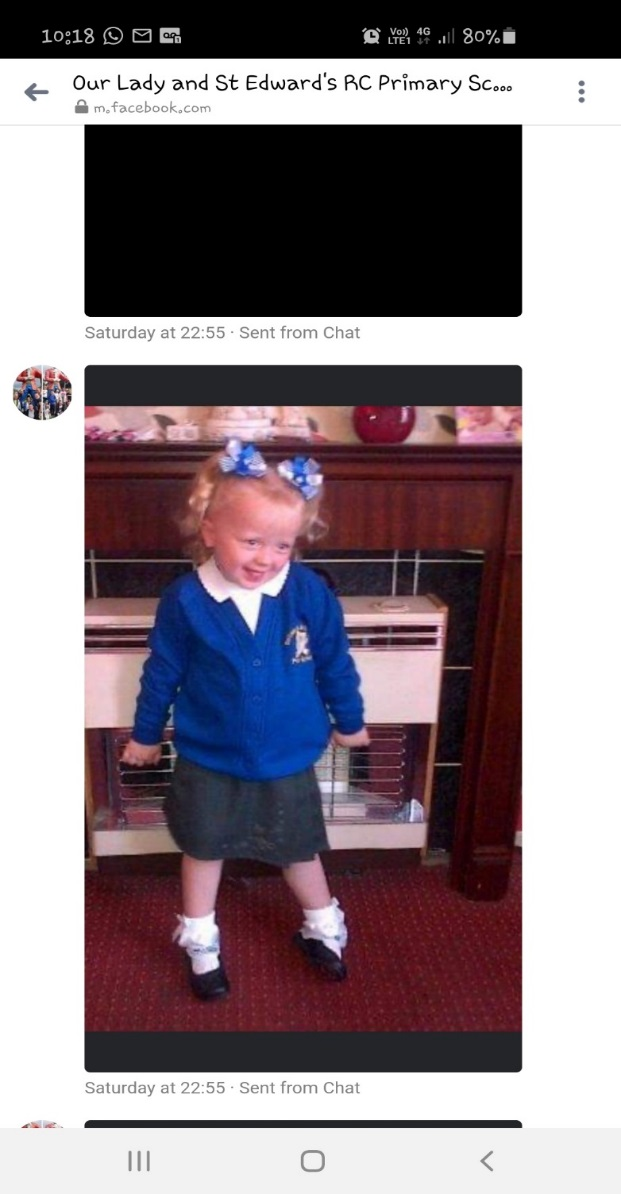 10:18
Vo)) 4G
LTE1
80%
Our Lady and St Edward's RC Primary Sc...
m.facebook.com
Saturday at 22:55 · Sent from Chat
Saturday at 22:55 · Sent from Chat